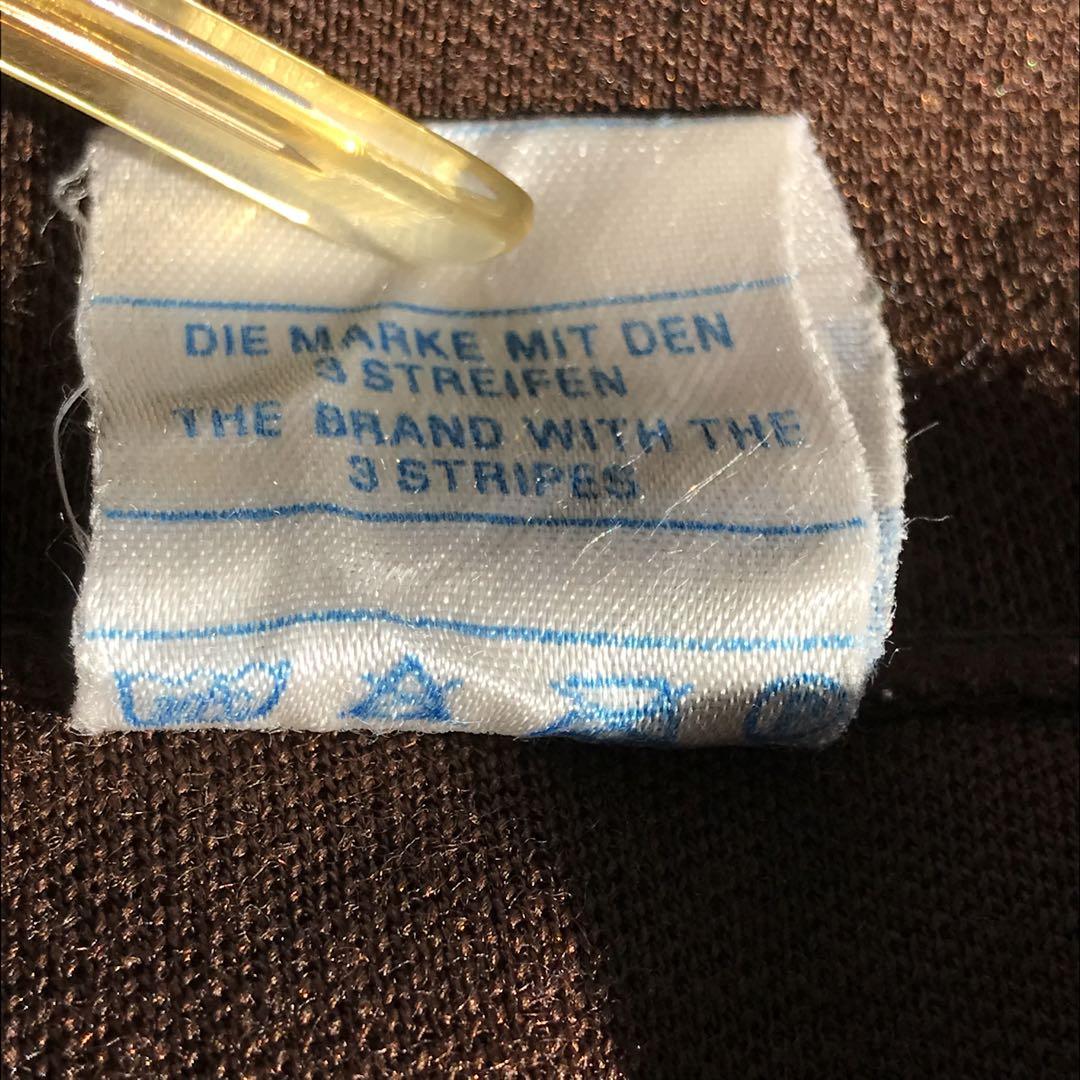 DIE MARKE MIT DEN
3 STREIFEN
THE BRAND WITH THE
3 STRIPES